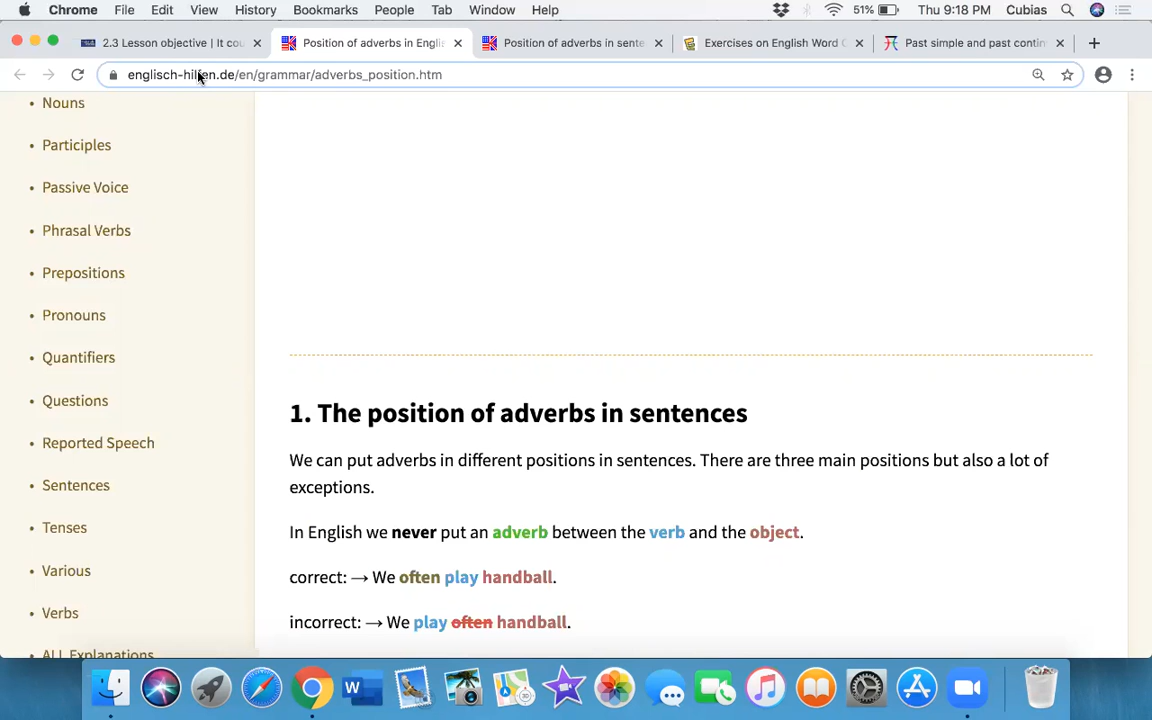 Chrome File Edit View History Bookmarks People Tab Window Help 51% Thu 9:18 PM Cubias
2.3 Lesson objective | It cou Position of adverbs in Englis Position of adverbs in sente Exercises on English Word O Past simple and past contin
englisch-hilfen.de/en/grammar/adverbs_position.htm
• Nouns
• Participles
• Passive Voice
• Phrasal Verbs
• Prepositions
• Pronouns
• Quantifiers
• Questions
• Reported Speech
• Sentences
• Tenses
• Various
• Verbs
ALL Explanations
1. The position of adverbs in sentences
We can put adverbs in different positions in sentences. There are three main positions but also a lot of
exceptions.
In English we never put an adverb between the verb and the object.
correct: → We often play handball.
incorrect: → We play often handball.
W